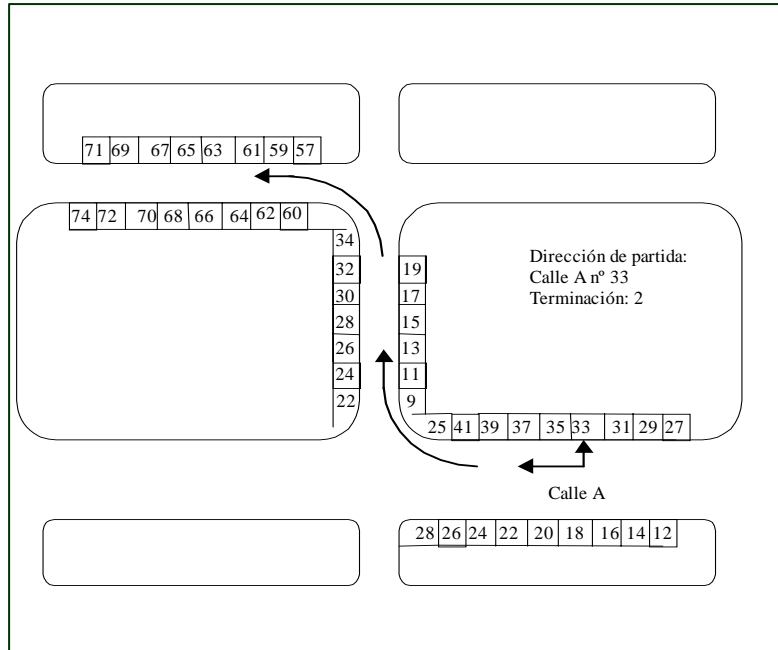 71 69 67 65 63 61 59 57
74 72 70 68 66 64 62 60
34
32
30
28
26
24
22
19
17
15
13
11
9
Dirección de partida:
Calle A nº 33
Terminación: 2
25 41 39 37 35 33 31 29 27
Calle A
28 26 24 22 20 18 16 14 12